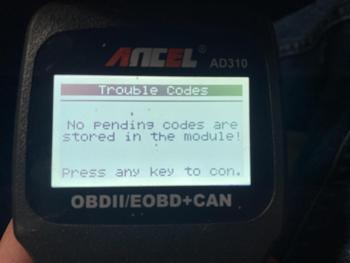 ANCEL®
AD310
Trouble Codes
No pending codes are
stored in the module!
Press any key to con.
OBDII/EOBD+CAN